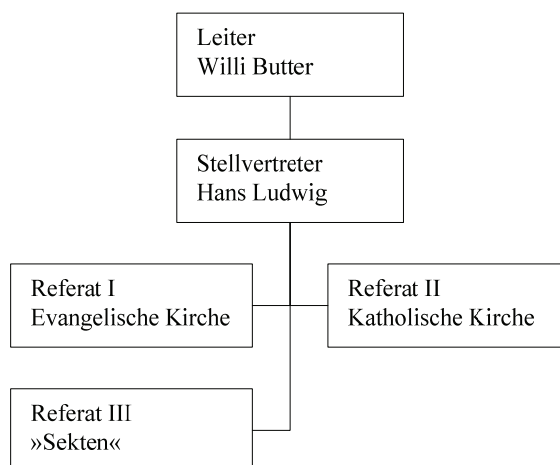 Leiter
Willi Butter
Stellvertreter
Hans Ludwig
Referat I
Evangelische Kirche
Referat II
Katholische Kirche
Referat III
»Sekten«